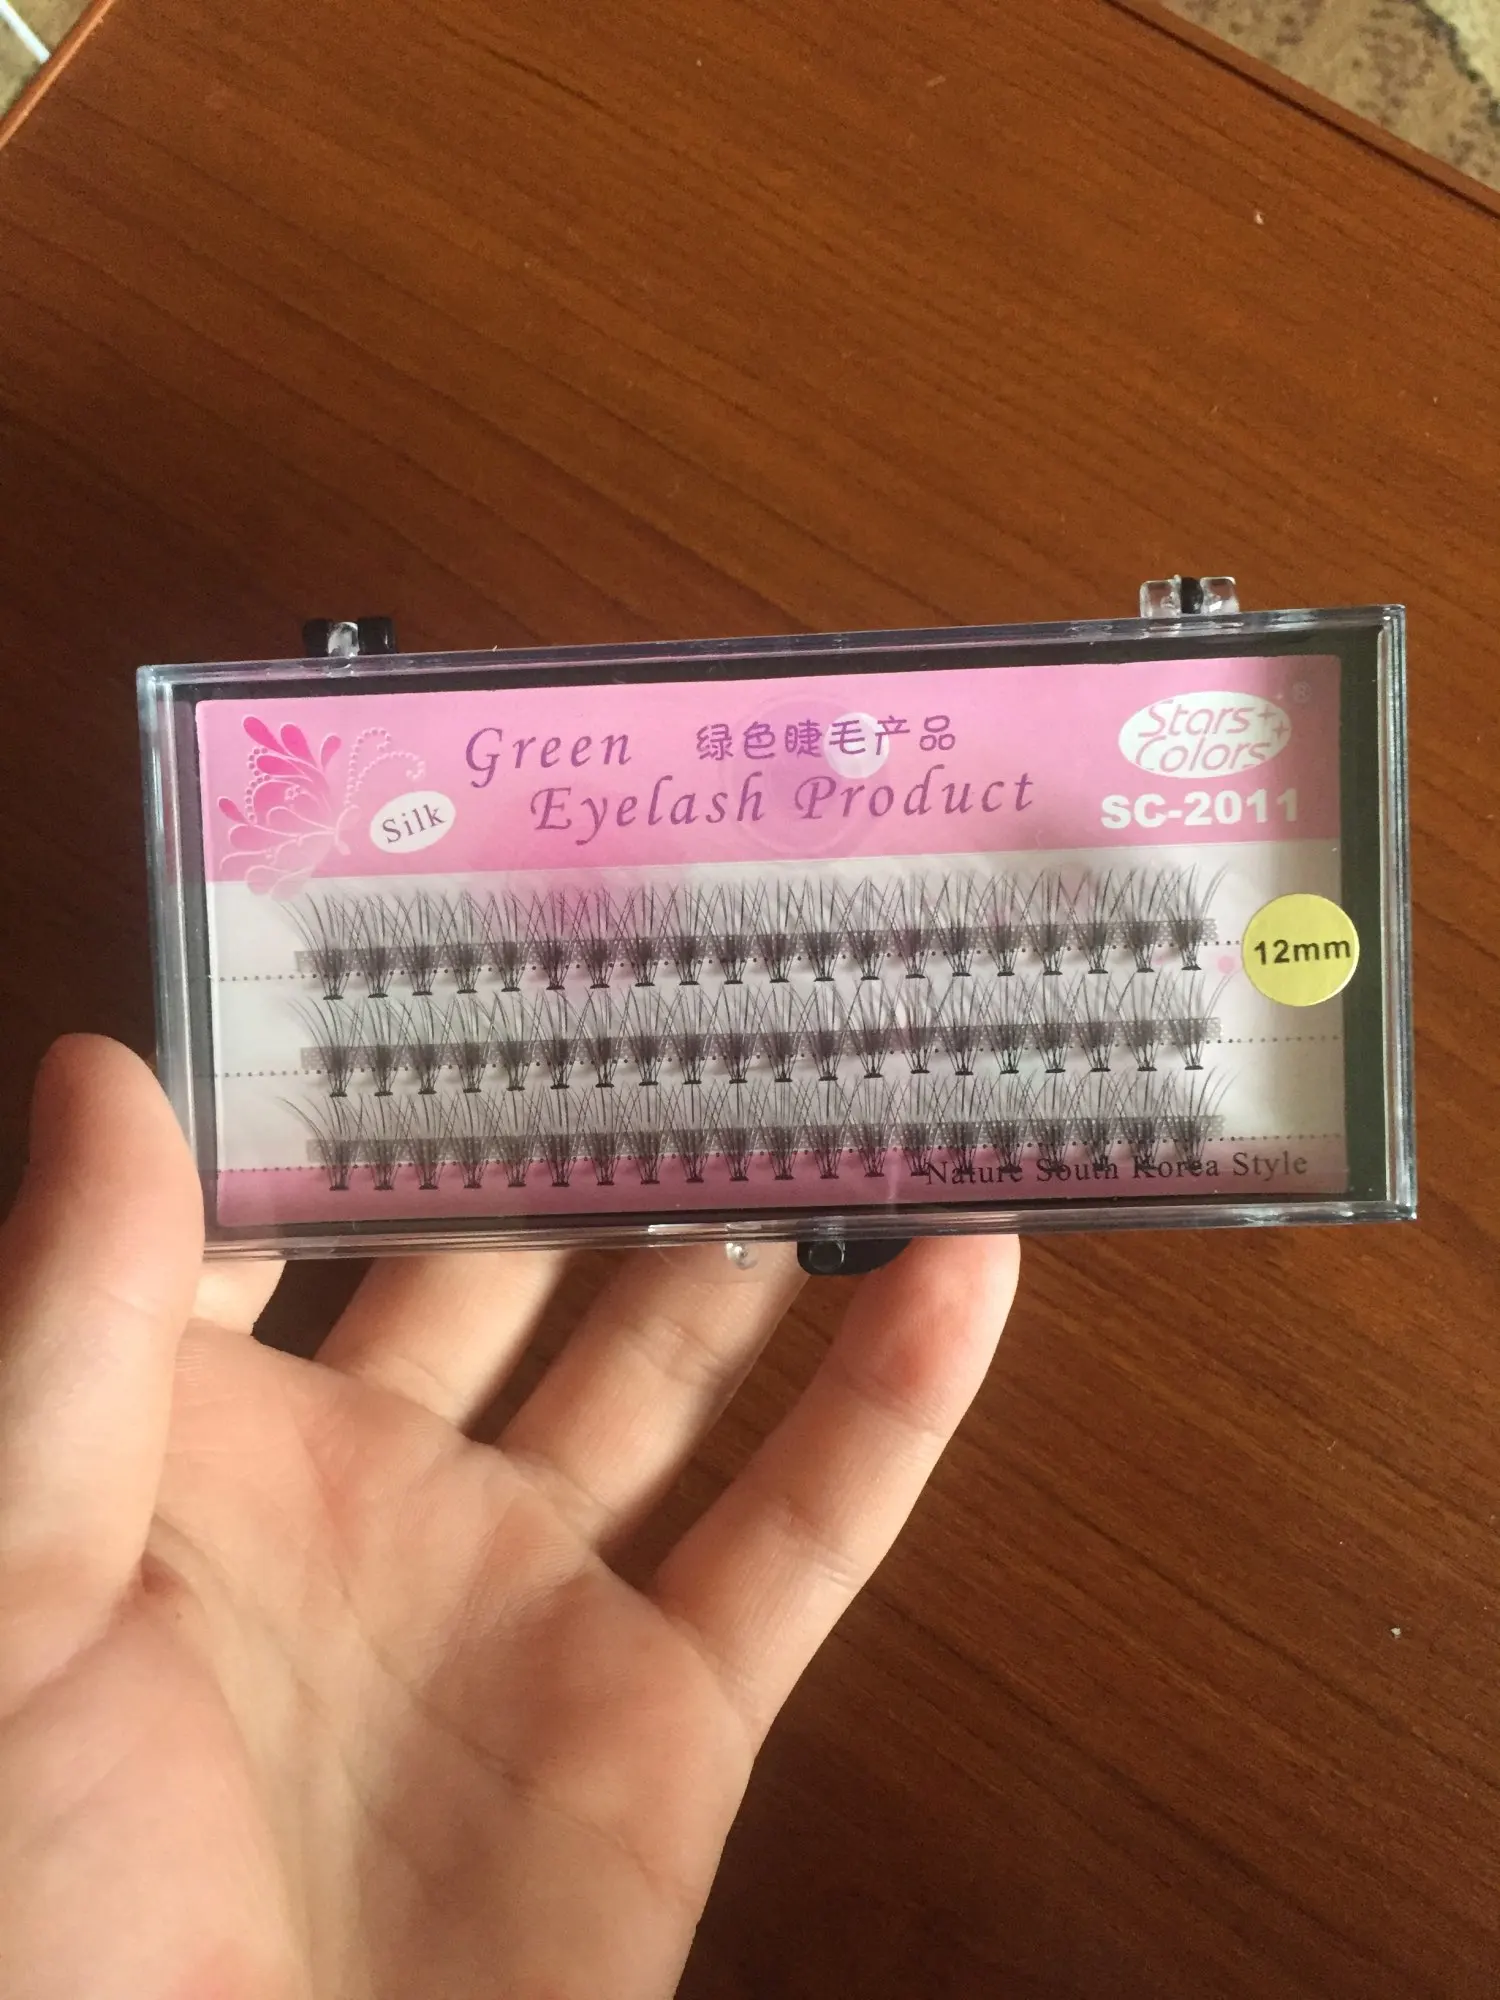 Green 绿色睫毛产品
Eyelash Product
Silk
Stars
Colors
®
SC-2011
12mm
Nature South Korea Style